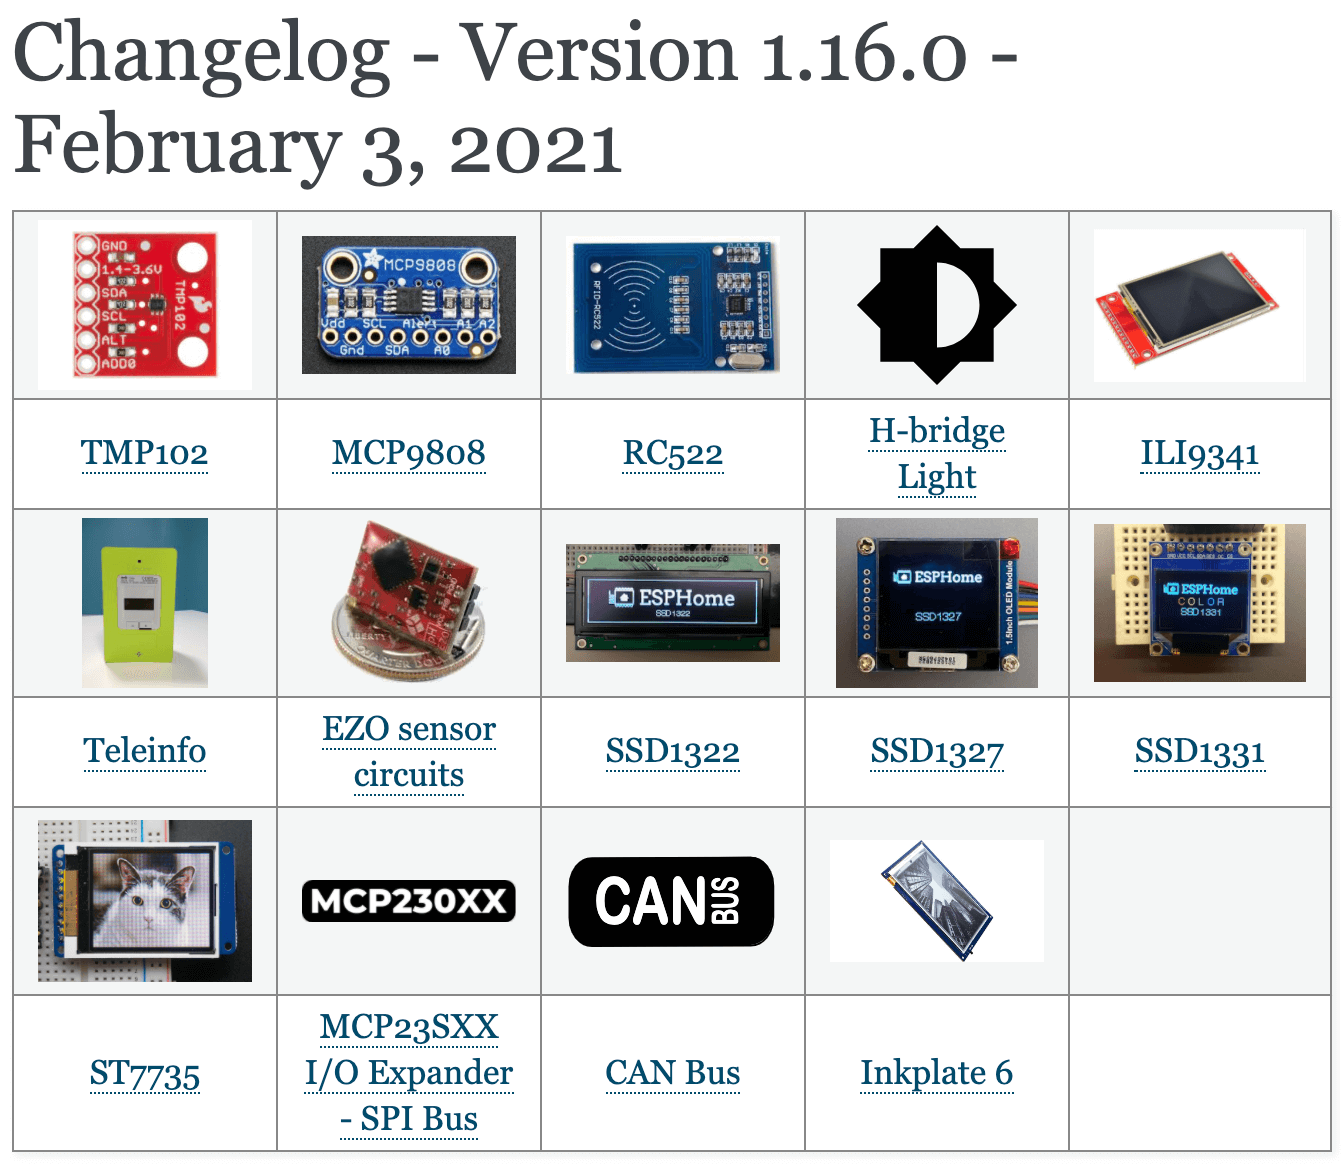 Changelog - Version 1.16.0 -
February 3, 2021
GND
1.4-3.6V
SDA
SCL
ALT
ADD0
TMP102
MCP9808
Vdd SCL Alert A1 A2
Gnd SDA A0
RFID-RC522
TMP102
MCP9808
RC522
H-bridge
Light
ILI9341
ESPHome
SSD1322
ESPHome
SSD1327
1.5inch OLED Module
ESPHome
COLOR
SSD1331
LIBERTY
QUARTER DOLLAR
Teleinfo
EZO sensor
circuits
SSD1322
SSD1327
SSD1331
MCP230XX
CAN BUS
ST7735
MCP23SXX
I/O Expander
- SPI Bus
CAN Bus
Inkplate 6